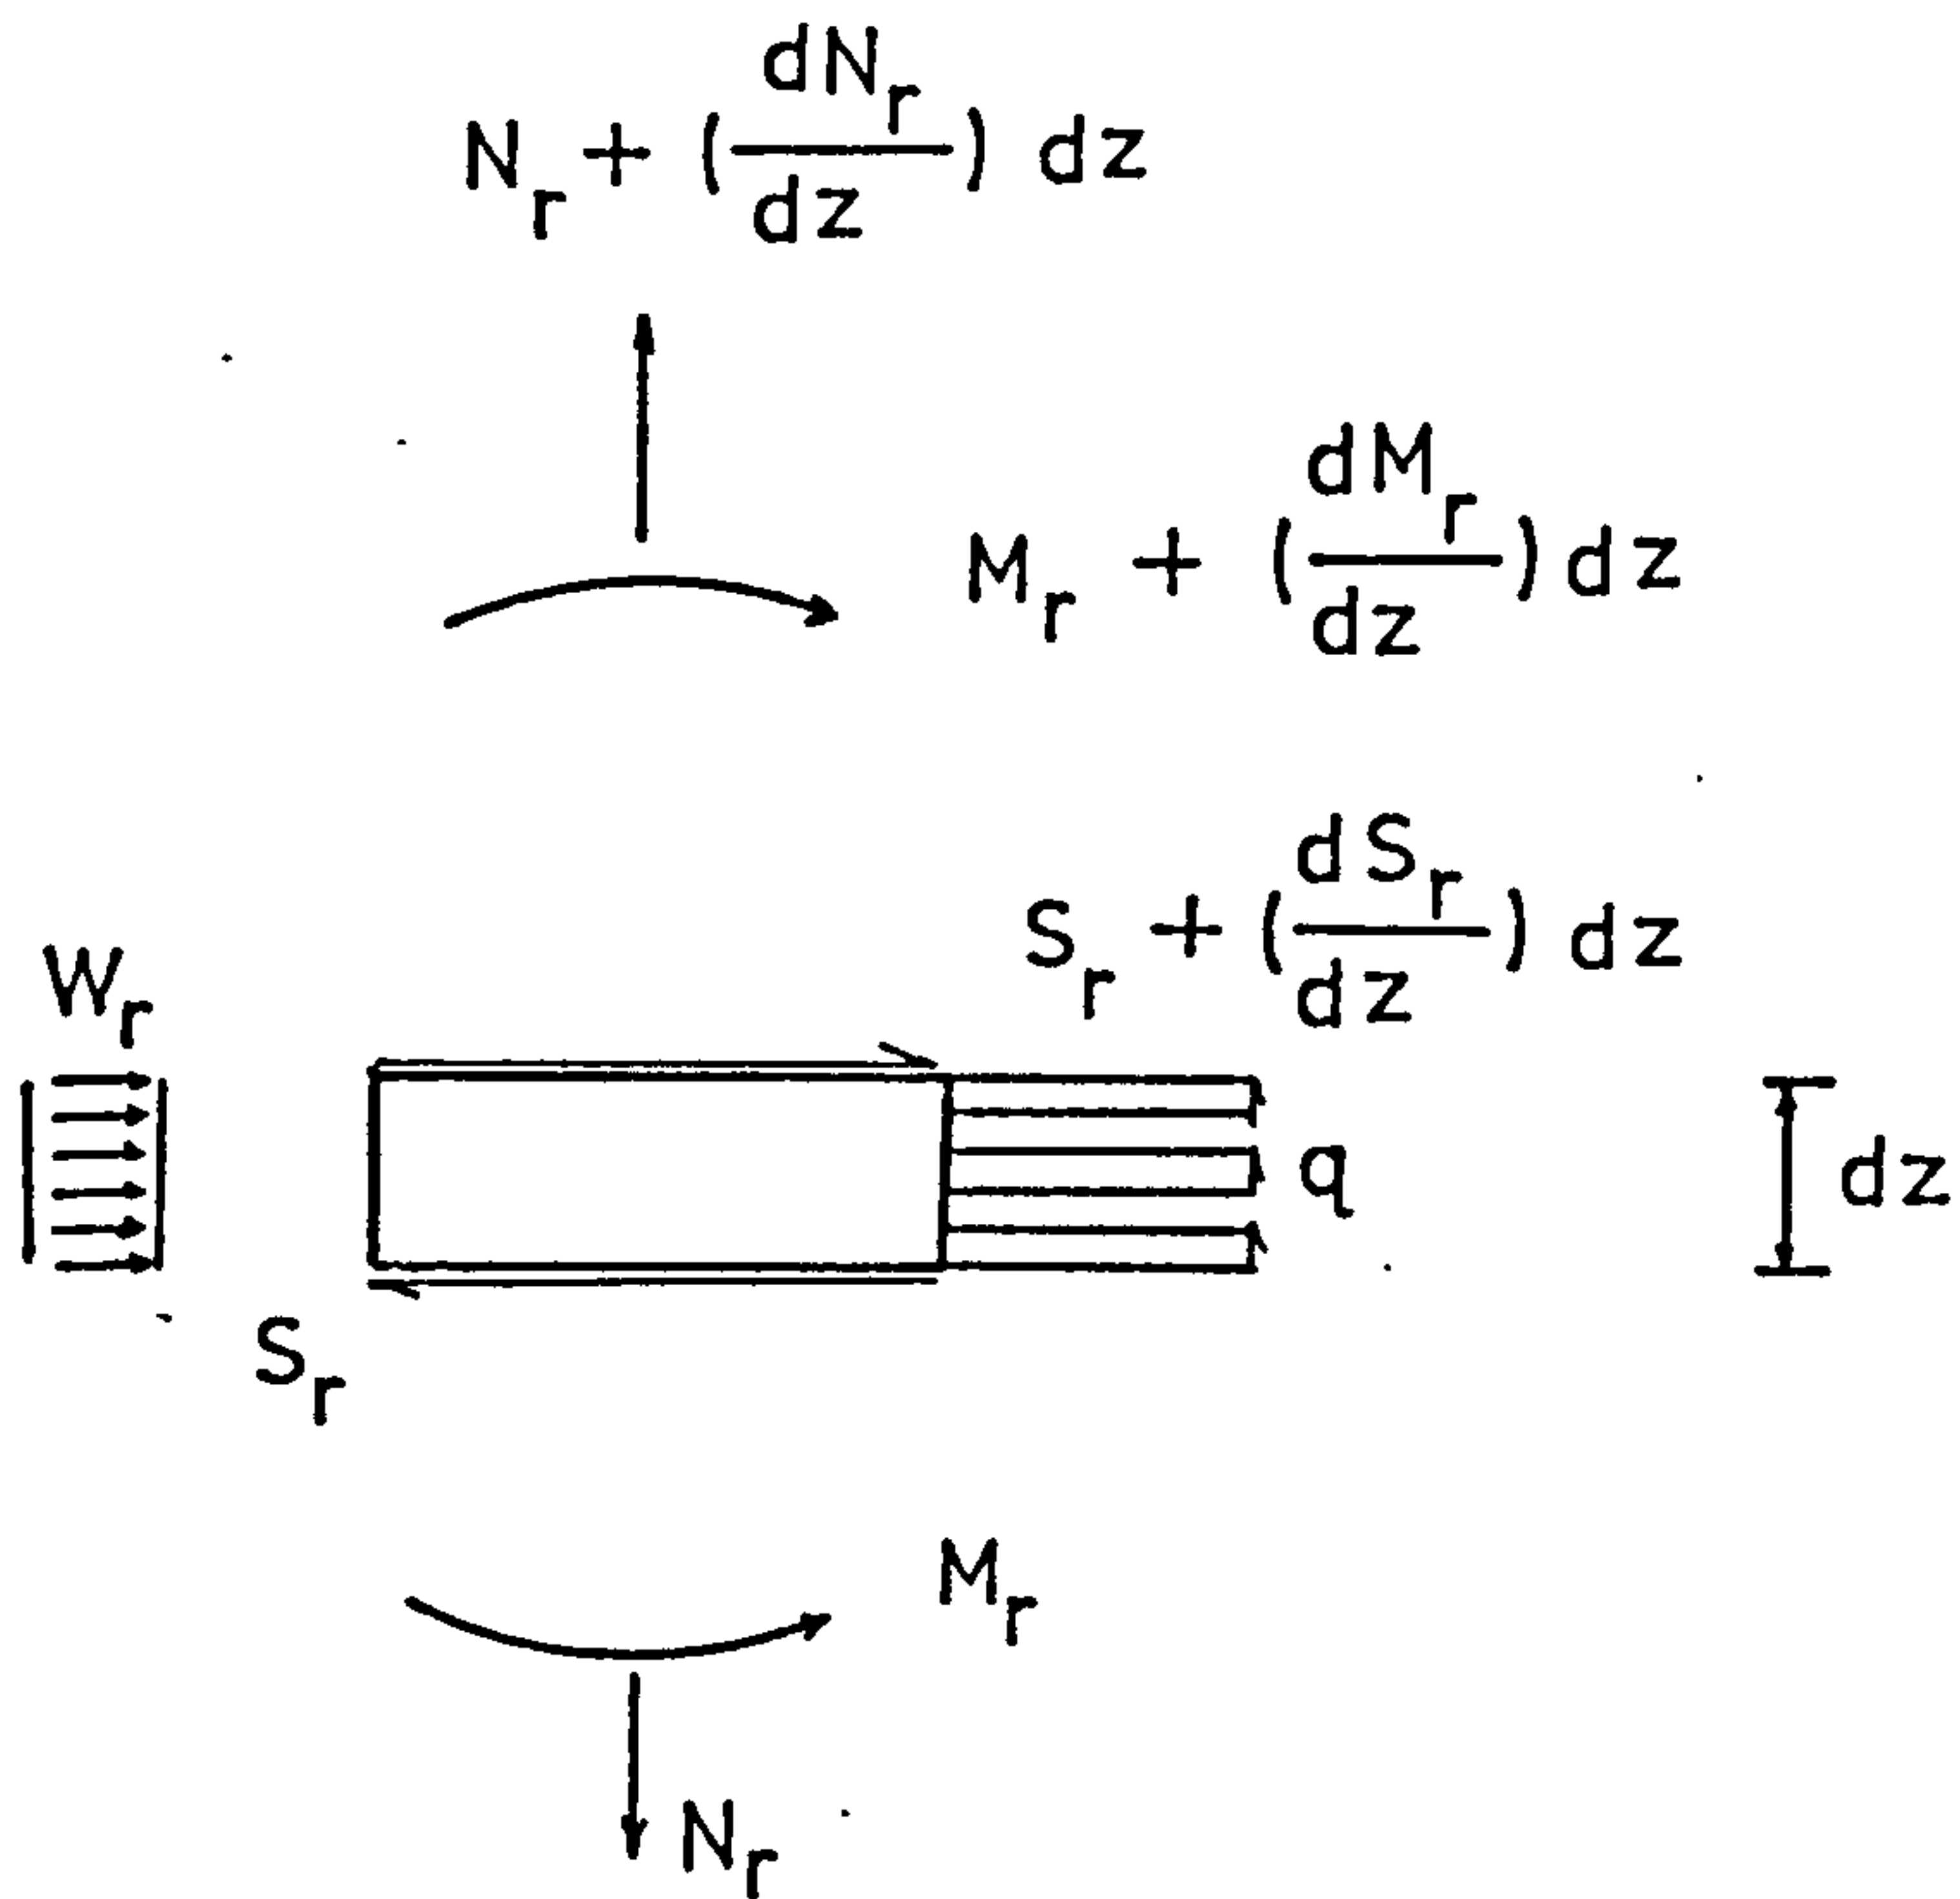 N_r + (dN_r/dz) dz
M_r + (dM_r/dz) dz
S_r + (dS_r/dz) dz
W_r
q
dz
S_r
M_r
N_r